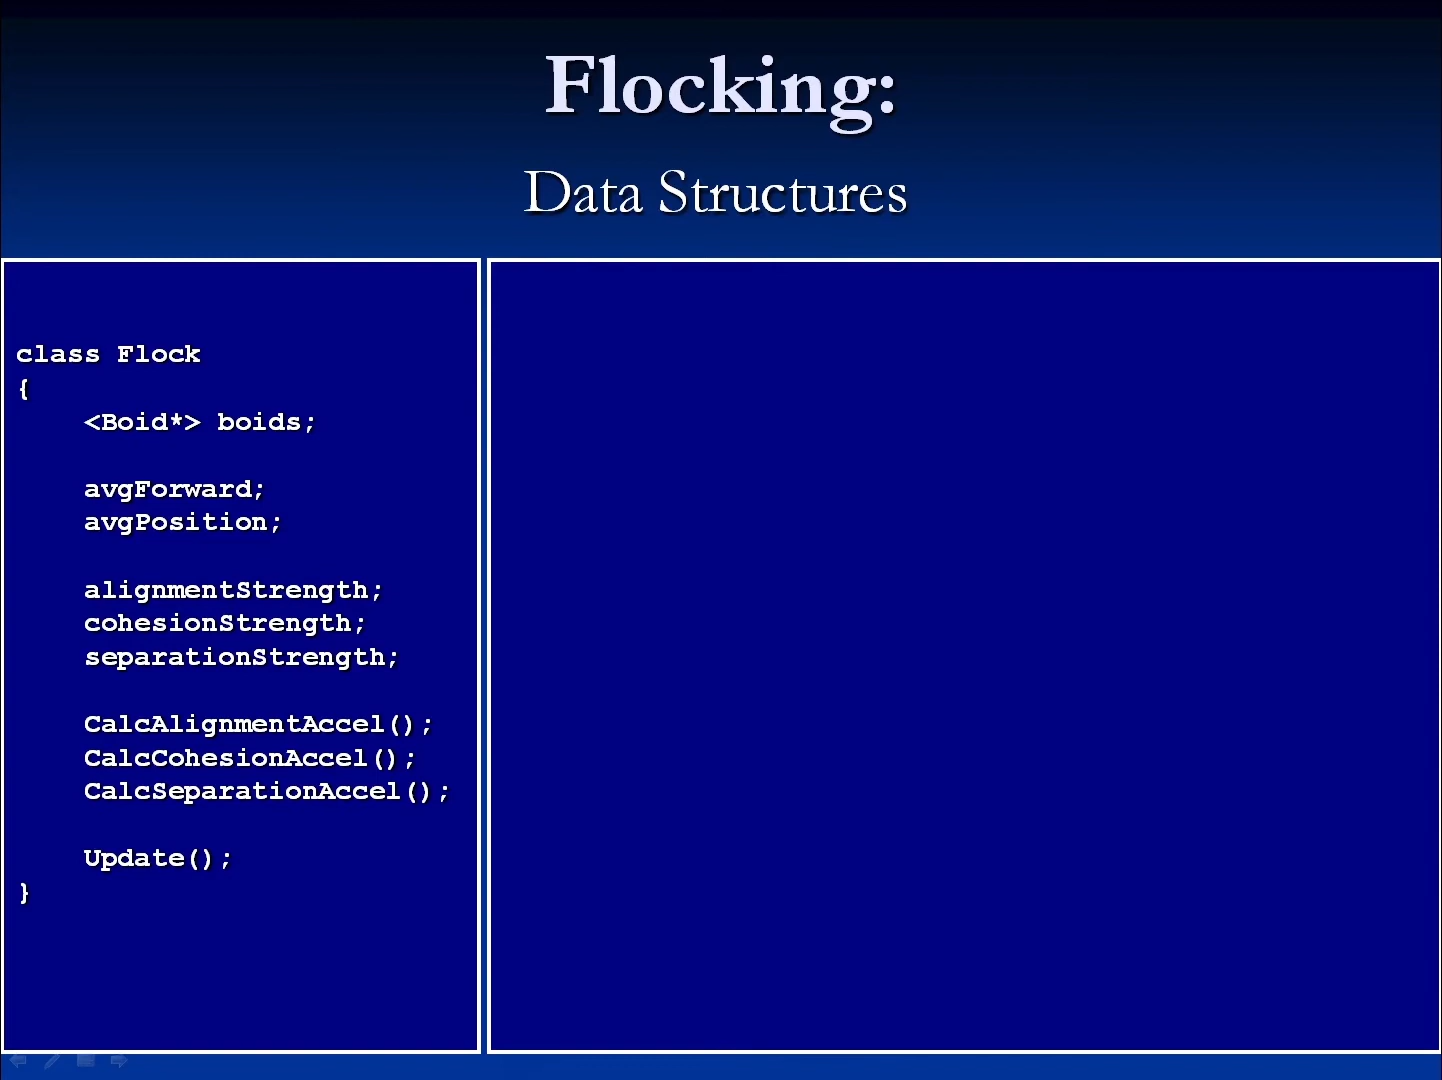 Flocking:
Data Structures
class Flock
{
<Boid*> boids;
avgForward;
avgPosition;
alignmentStrength;
cohesionStrength;
separationStrength;
CalcAlignmentAccel();
CalcCohesionAccel();
CalcSeparationAccel();
Update();
}